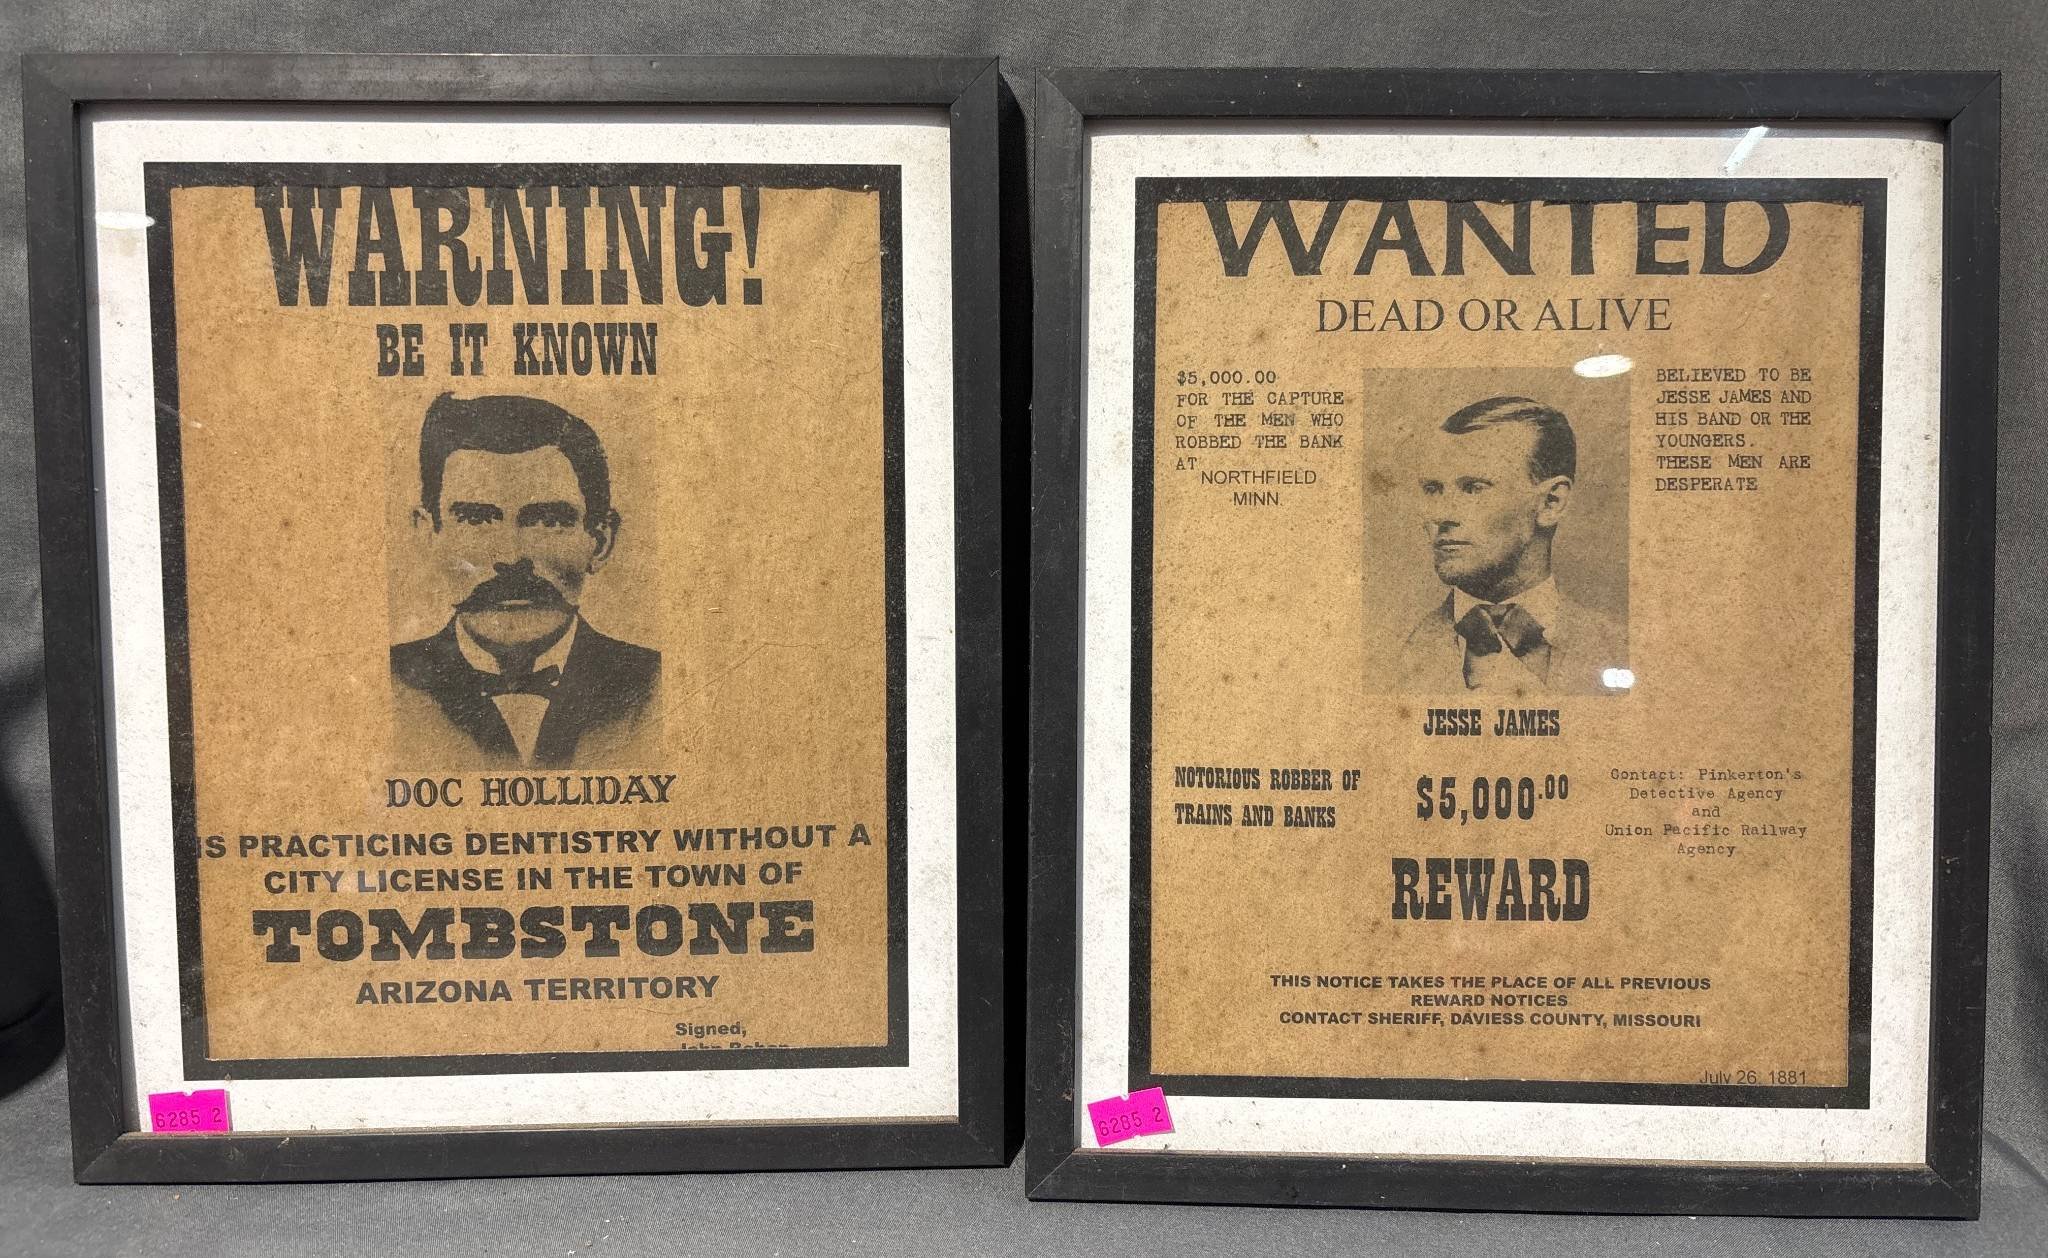 WARNING!
BE IT KNOWN
DOC HOLLIDAY
IS PRACTICING DENTISTRY WITHOUT A
CITY LICENSE IN THE TOWN OF
TOMBSTONE
ARIZONA TERRITORY
Signed,
John Behan
6285 2
WANTED
DEAD OR ALIVE
$5,000.00
FOR THE CAPTURE
OF THE MEN WHO
ROBBED THE BANK
AT
NORTHFIELD
MINN.
BELIEVED TO BE
JESSE JAMES AND
HIS BAND OR THE
YOUNGERS.
THESE MEN ARE
DESPERATE
JESSE JAMES
NOTORIOUS ROBBER OF
TRAINS AND BANKS
$5,000.00
Contact: Pinkerton's
Detective Agency
and
Union Pacific Railway
Agency
REWARD
THIS NOTICE TAKES THE PLACE OF ALL PREVIOUS
REWARD NOTICES
CONTACT SHERIFF, DAVIESS COUNTY, MISSOURI
July 26, 1881
6285 2